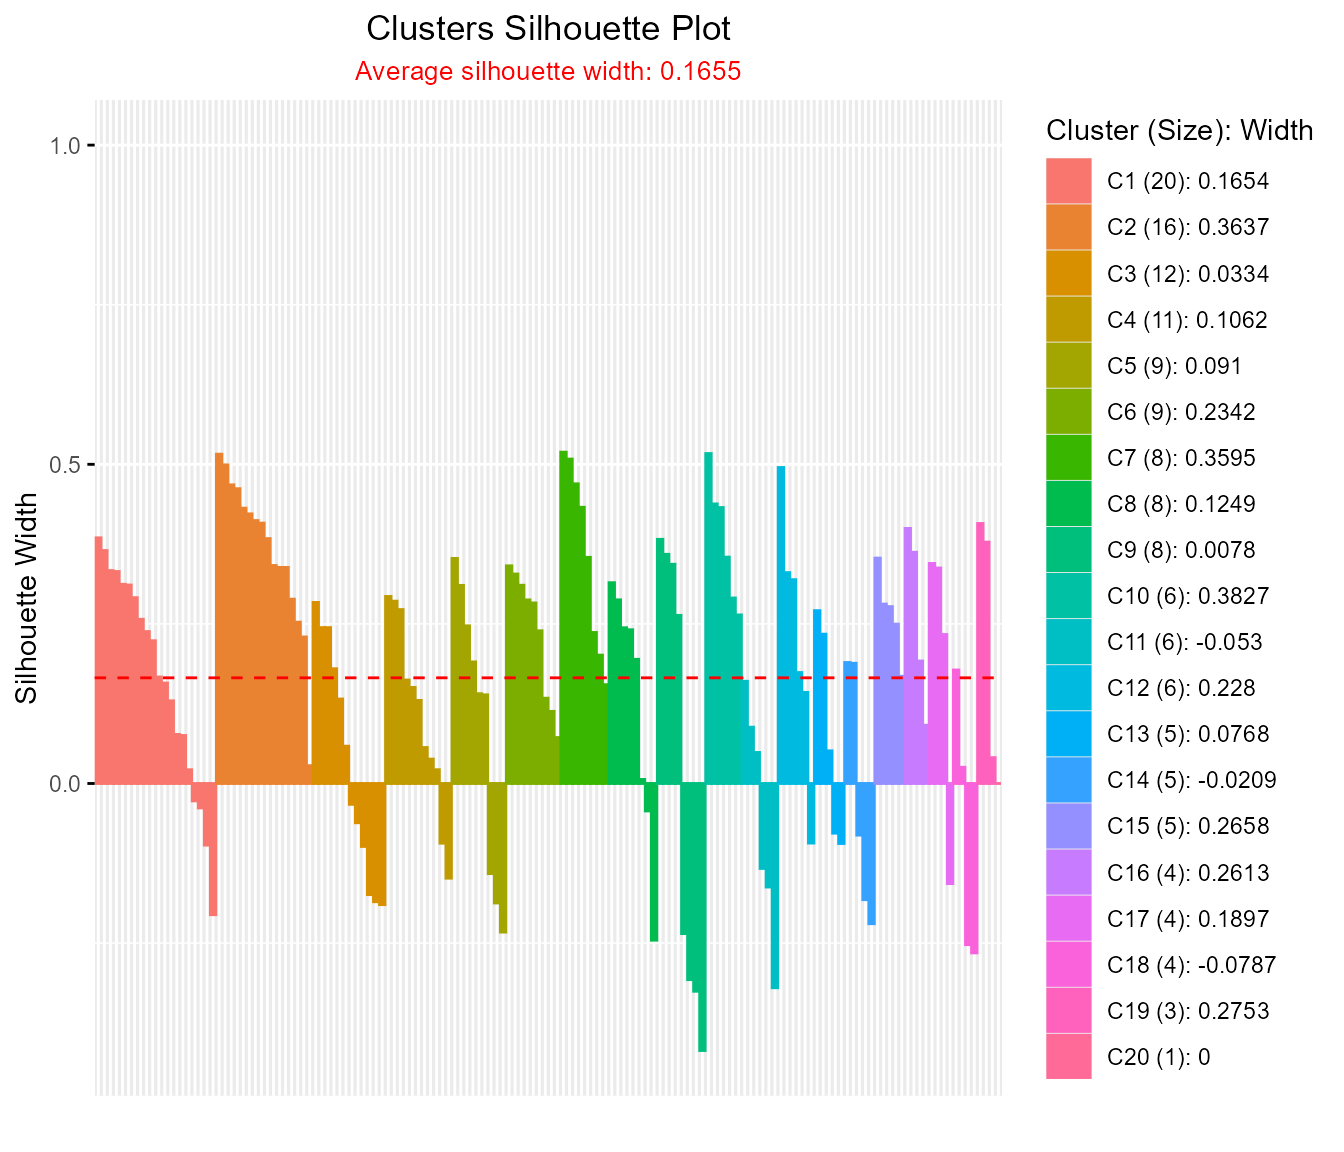 Clusters Silhouette Plot
Average silhouette width: 0.1655
1.0
0.5
0.0
Silhouette Width
Cluster (Size): Width
C1 (20): 0.1654
C2 (16): 0.3637
C3 (12): 0.0334
C4 (11): 0.1062
C5 (9): 0.091
C6 (9): 0.2342
C7 (8): 0.3595
C8 (8): 0.1249
C9 (8): 0.0078
C10 (6): 0.3827
C11 (6): -0.053
C12 (6): 0.228
C13 (5): 0.0768
C14 (5): -0.0209
C15 (5): 0.2658
C16 (4): 0.2613
C17 (4): 0.1897
C18 (4): -0.0787
C19 (3): 0.2753
C20 (1): 0